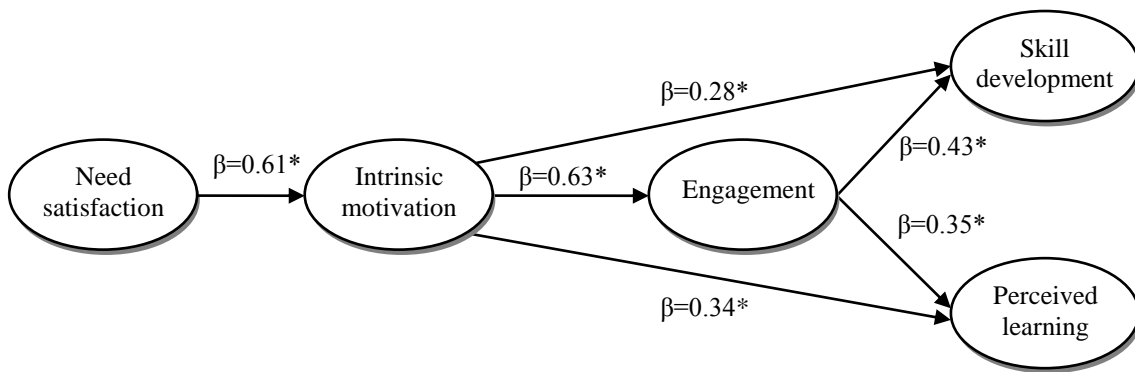 Skill
development
β=0.28*
β=0.43*
Need
satisfaction
β=0.61*
Intrinsic
motivation
β=0.63*
Engagement
β=0.35*
β=0.34*
Perceived
learning